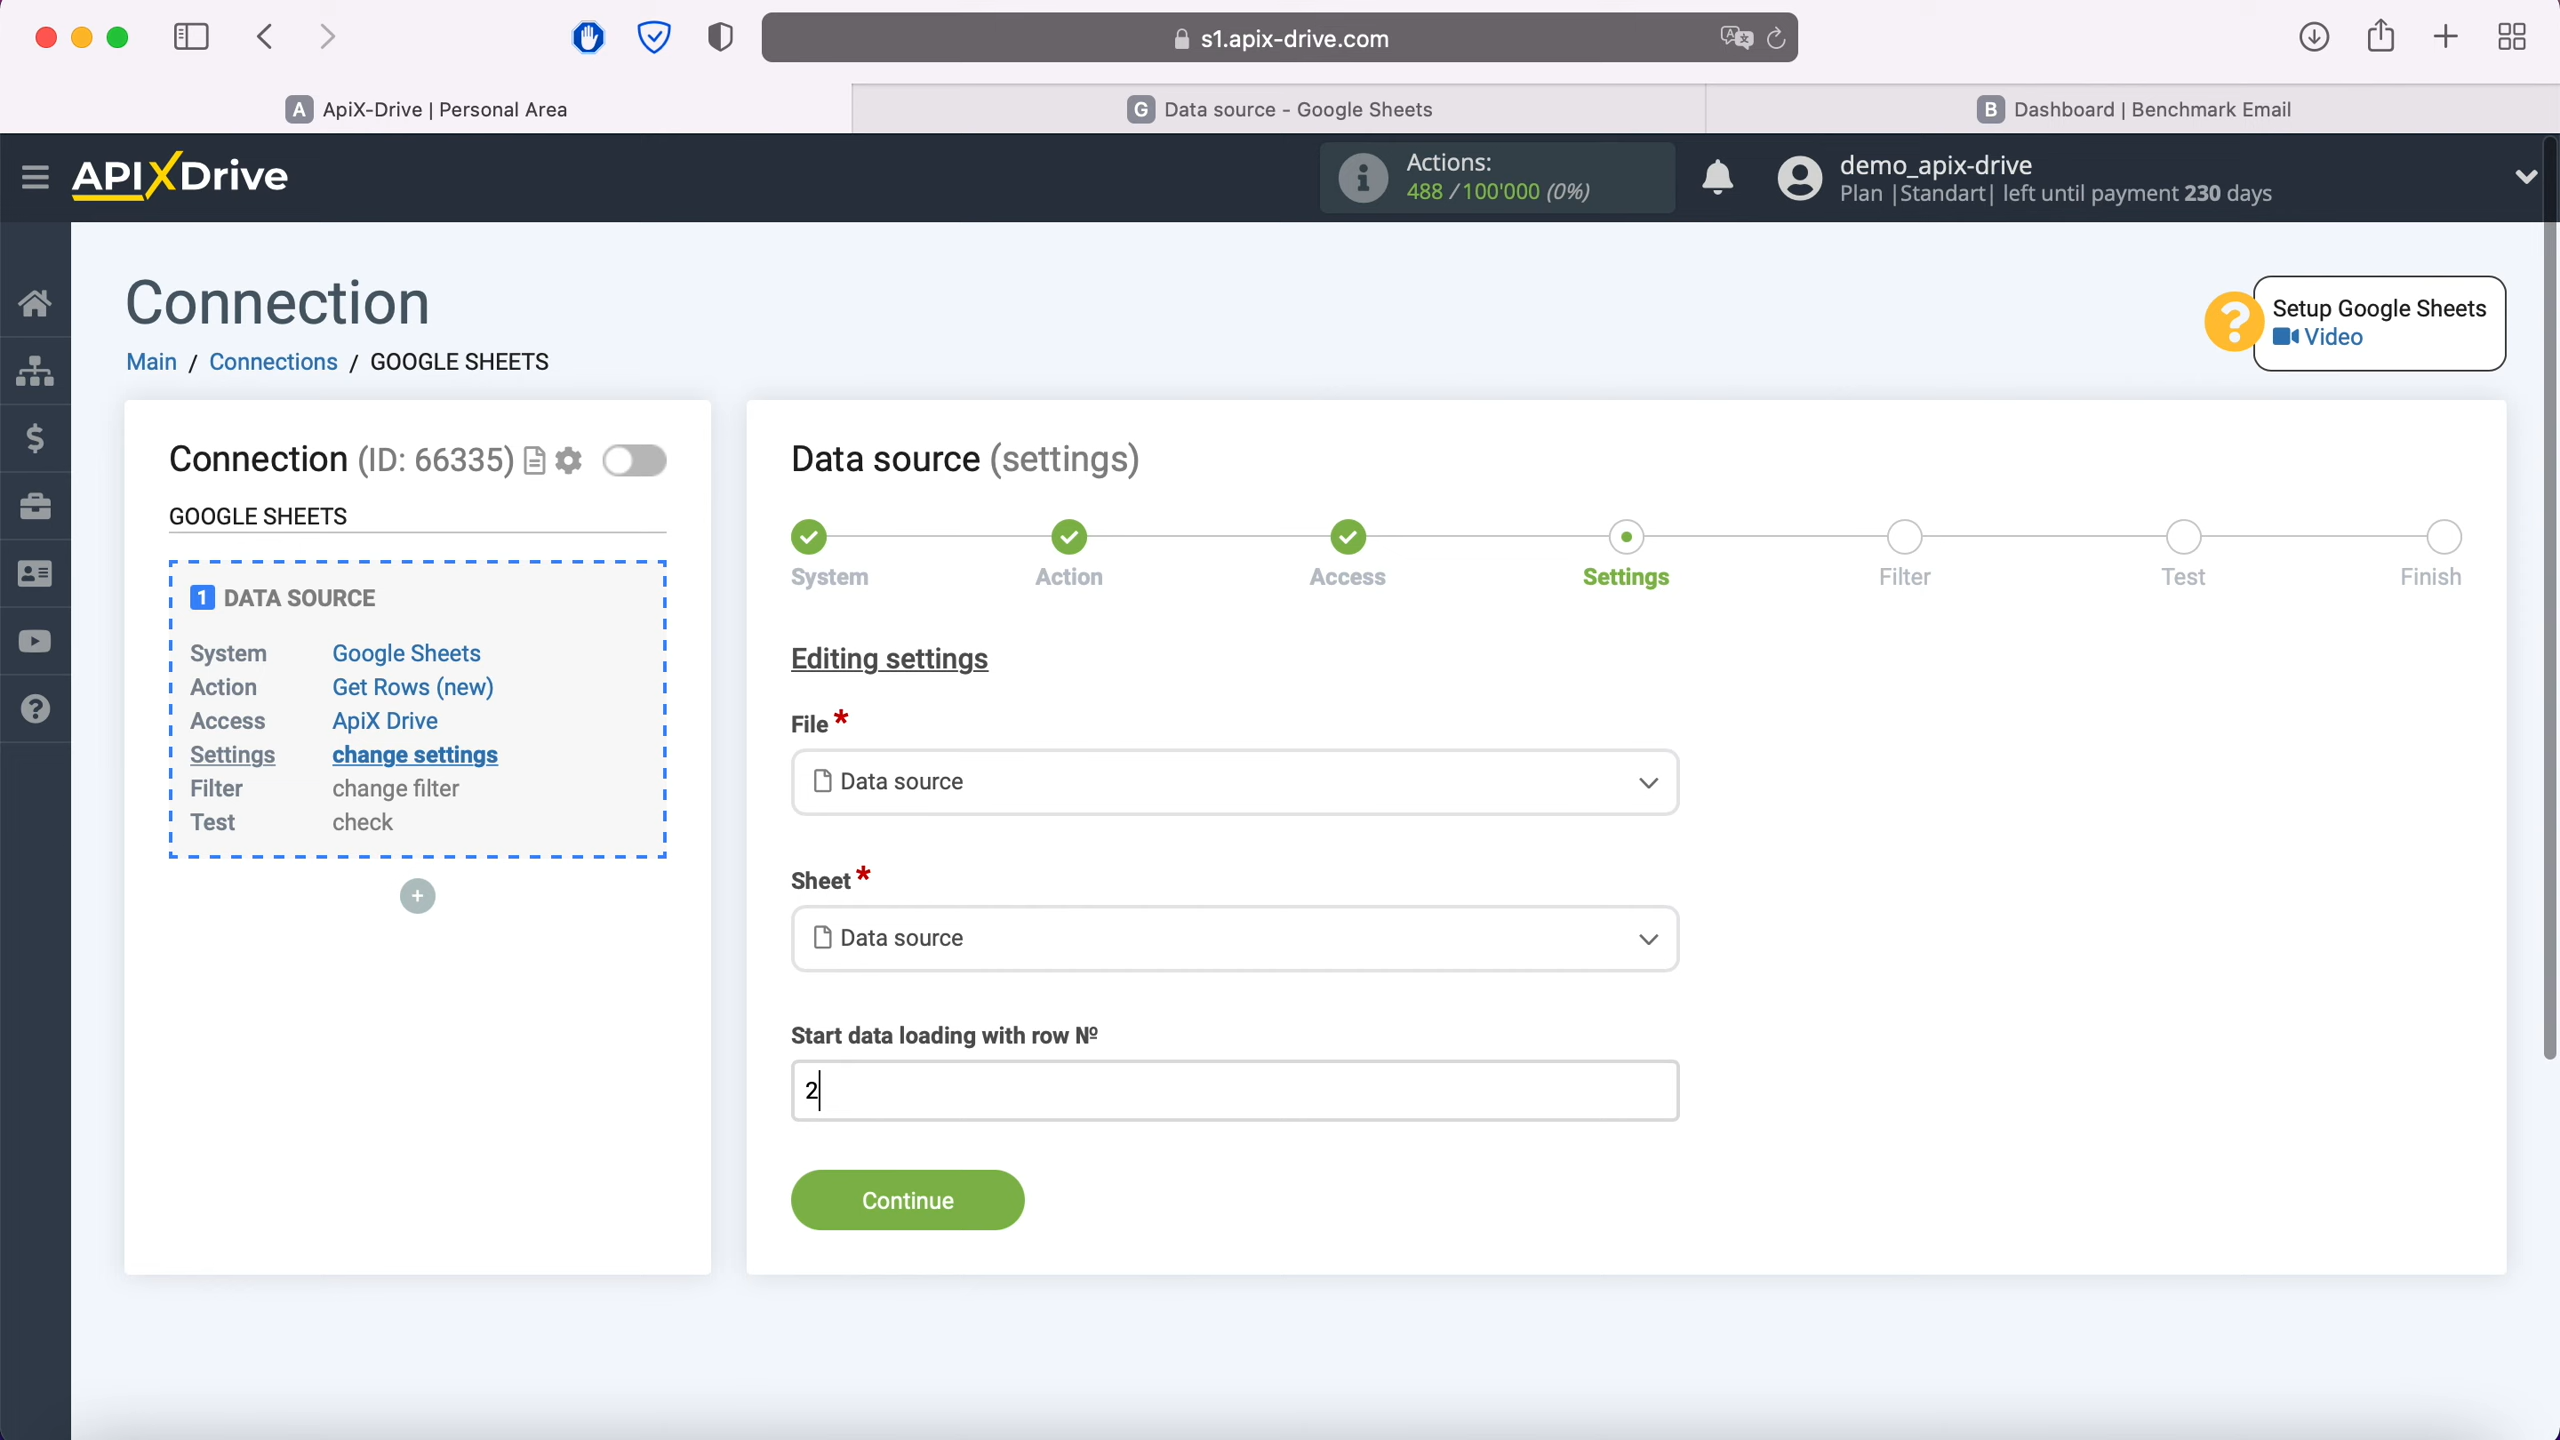 s1.apix-drive.com
A ApiX-Drive | Personal Area
G Data source - Google Sheets
B Dashboard | Benchmark Email
APIXDrive
Actions:
488 / 100'000 (0%)
demo_apix-drive
Plan |Standart| left until payment 230 days
Connection
Main / Connections / GOOGLE SHEETS
Setup Google Sheets
Video
Connection (ID: 66335)
GOOGLE SHEETS
1 DATA SOURCE
System Google Sheets
Action Get Rows (new)
Access ApiX Drive
Settings change settings
Filter change filter
Test check
Data source (settings)
System
Action
Access
Settings
Filter
Test
Finish
Editing settings
File *
Data source
Sheet *
Data source
Start data loading with row №
2
Continue